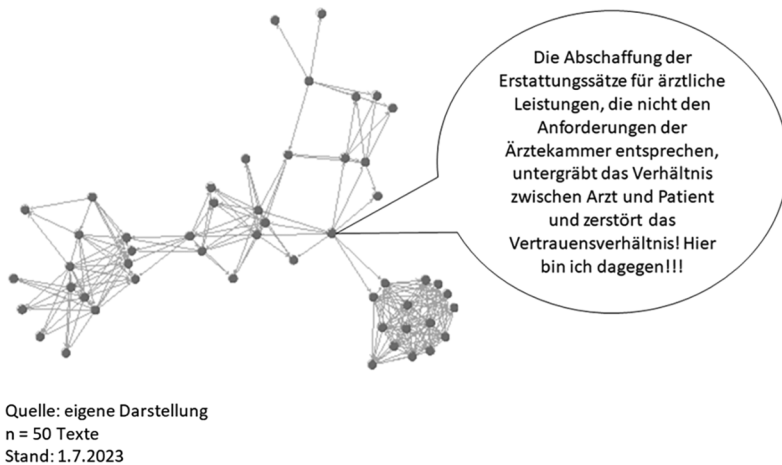 Die Abschaffung der
Erstattungssätze für ärztliche
Leistungen, die nicht den
Anforderungen der
Ärztekammer entsprechen,
untergräbt das Verhältnis
zwischen Arzt und Patient
und zerstört das
Vertrauensverhältnis! Hier
bin ich dagegen!!!
Quelle: eigene Darstellung
n = 50 Texte
Stand: 1.7.2023